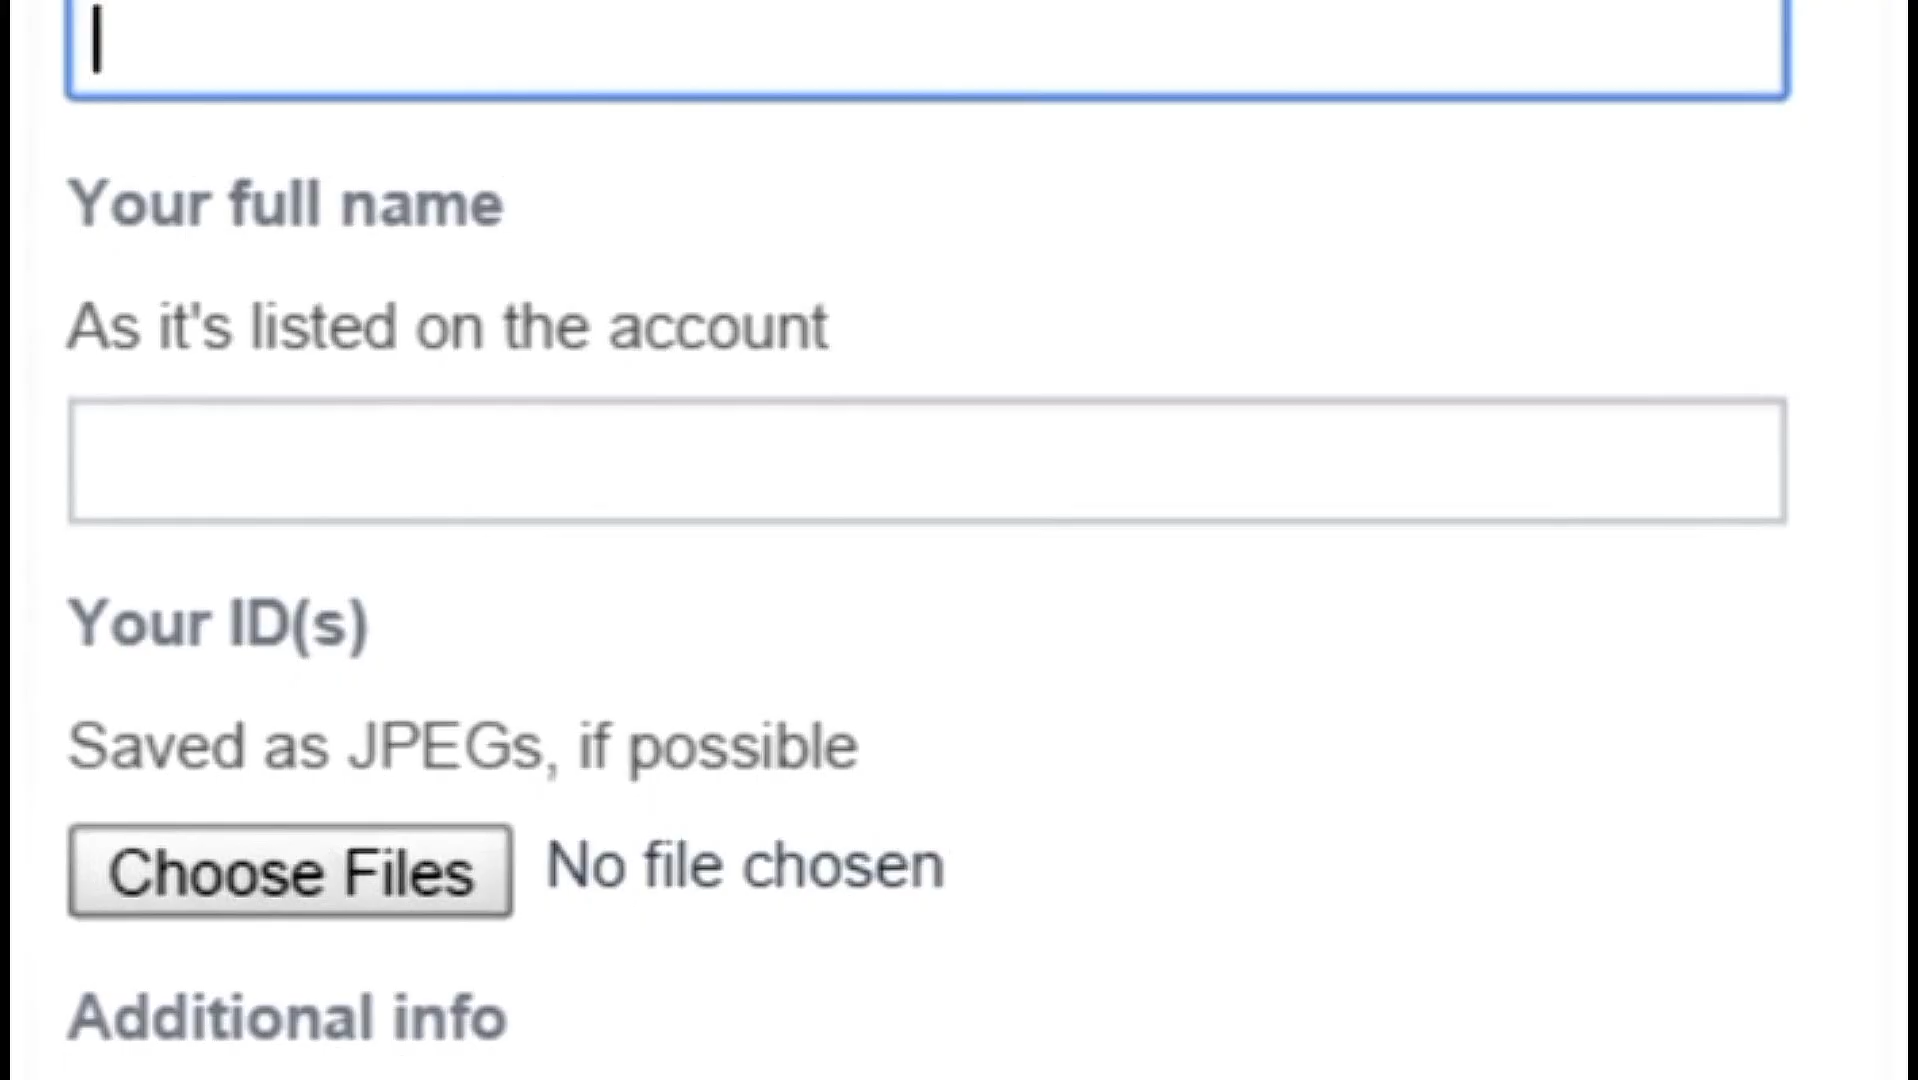 Your full name
As it's listed on the account
Your ID(s)
Saved as JPEGs, if possible
Choose Files No file chosen
Additional info